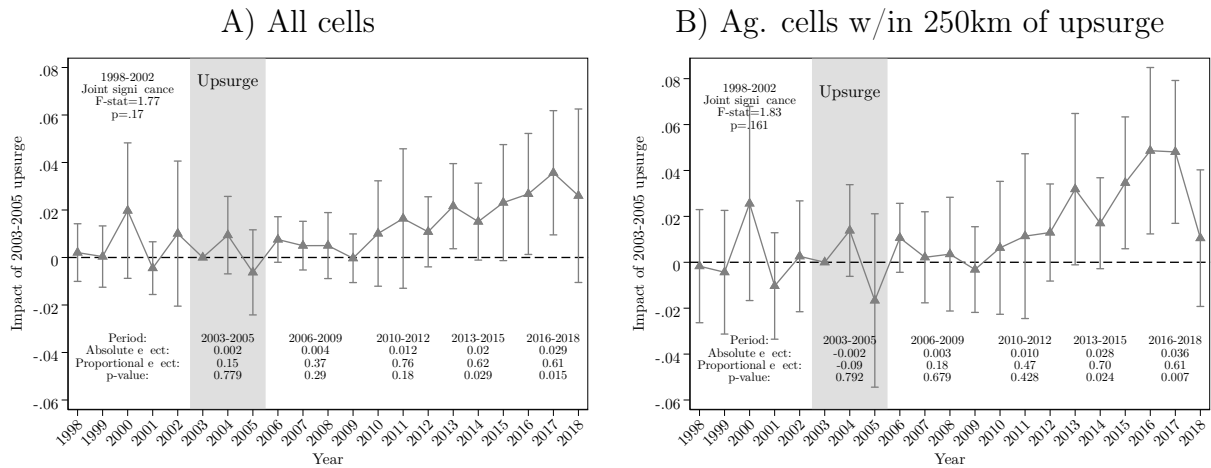 A) All cells
Impact of 2003-2005 upsurge
.08
.06
.04
.02
0
-.02
-.04
-.06
1998-2002
Joint signi cance
F-stat=1.77
p=.17
Upsurge
Period: 2003-2005 2006-2009 2010-2012 2013-2015 2016-2018
Absolute e ect: 0.002 0.004 0.012 0.02 0.029
Proportional e ect: 0.15 0.37 0.76 0.62 0.61
p-value: 0.779 0.29 0.18 0.029 0.015
1998 1999 2000 2001 2002 2003 2004 2005 2006 2007 2008 2009 2010 2011 2012 2013 2014 2015 2016 2017 2018
Year
B) Ag. cells w/in 250km of upsurge
Impact of 2003-2005 upsurge
.08
.06
.04
.02
0
-.02
-.04
-.06
1998-2002
Joint signi cance
F-stat=1.83
p=.161
Upsurge
Period: 2003-2005 2006-2009 2010-2012 2013-2015 2016-2018
Absolute e ect: -0.002 0.003 0.010 0.028 0.036
Proportional e ect: -0.09 0.18 0.47 0.70 0.61
p-value: 0.792 0.679 0.428 0.024 0.007
1998 1999 2000 2001 2002 2003 2004 2005 2006 2007 2008 2009 2010 2011 2012 2013 2014 2015 2016 2017 2018
Year